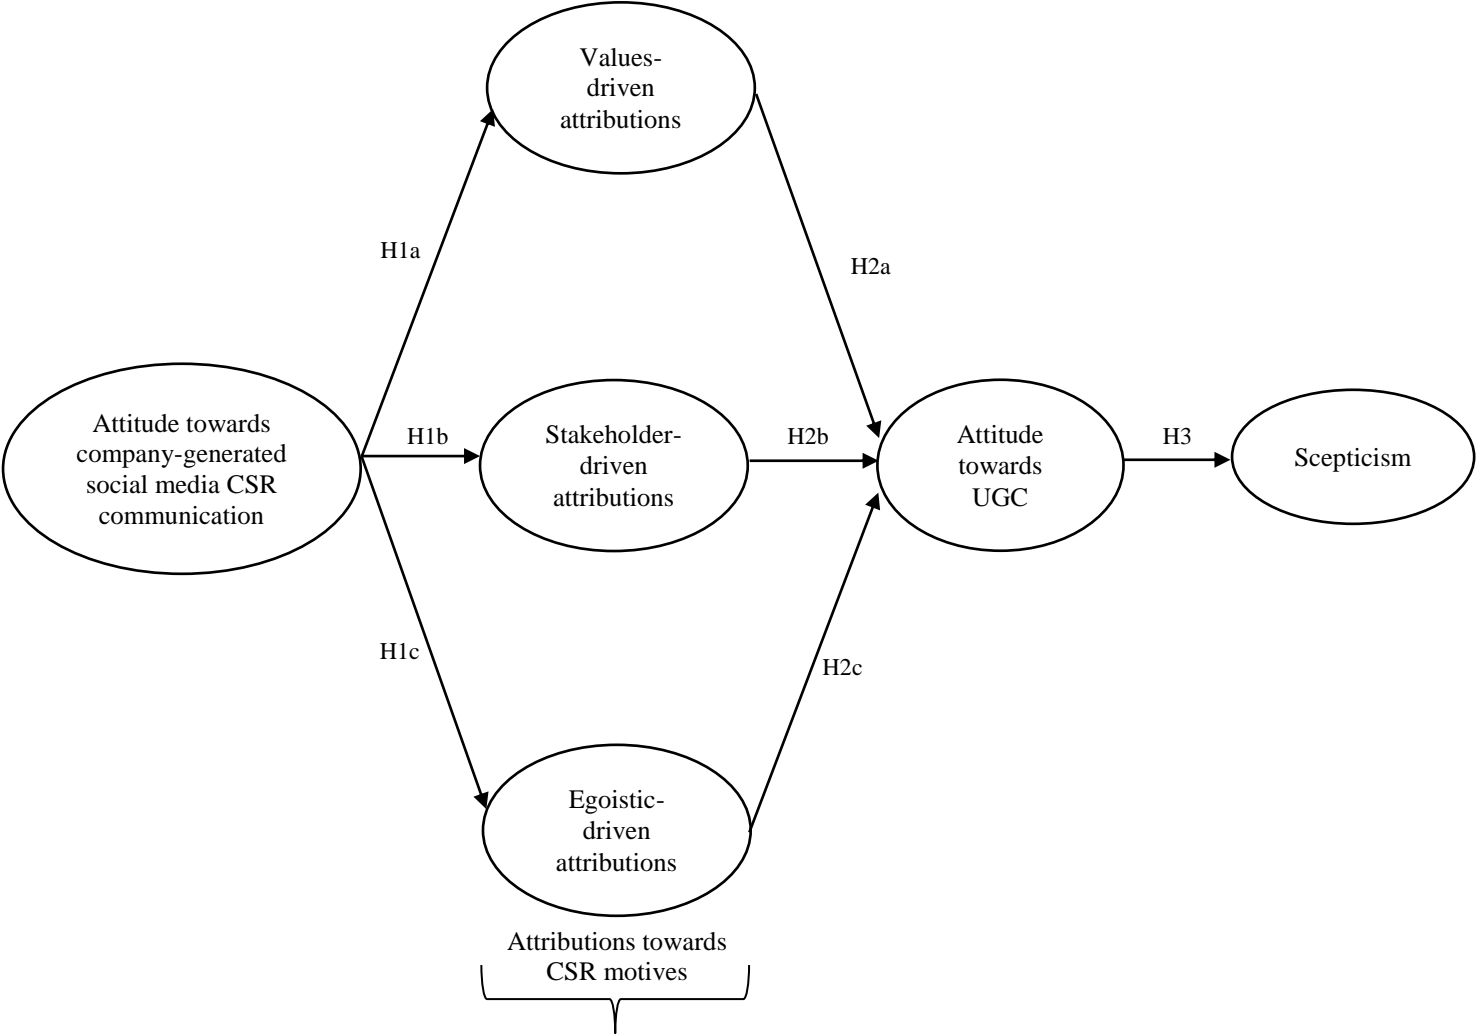 Values-
driven
attributions
H1a
H2a
Attitude towards
company-generated
social media CSR
communication
H1b
Stakeholder-
driven
attributions
H2b
Attitude
towards
UGC
H3
Scepticism
H1c
H2c
Egoistic-
driven
attributions
Attributions towards
CSR motives